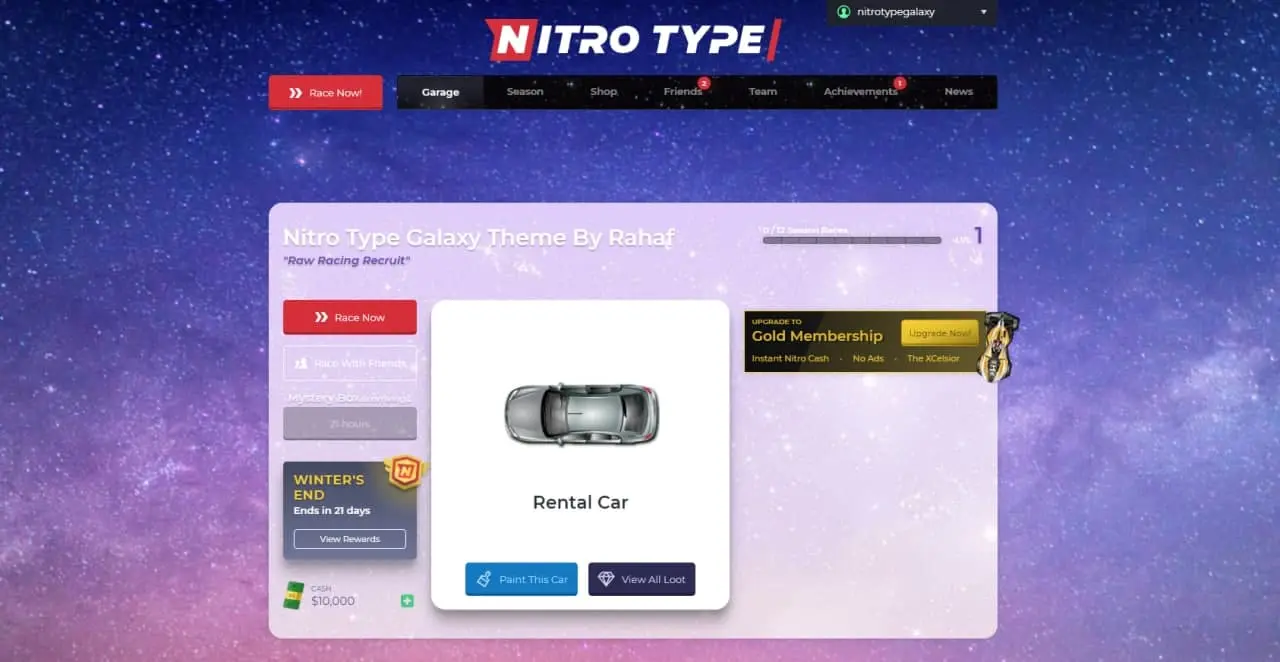 nitrotypegalaxy
NITRO TYPE
Race Now!
Garage
Season
Shop
Friends
2
Team
Achievements
1
News
Nitro Type Galaxy Theme By Rahaf
"Raw Racing Recruit"
0 / 12 Season Races
1
Race Now
Race With Friends
Mystery Box
21 hours
WINTER'S
END
Ends in 21 days
View Rewards
CASH
$10,000
Rental Car
Paint This Car
View All Loot
UPGRADE TO
Gold Membership
Upgrade Now!
Instant Nitro Cash · No Ads · The XCelsior